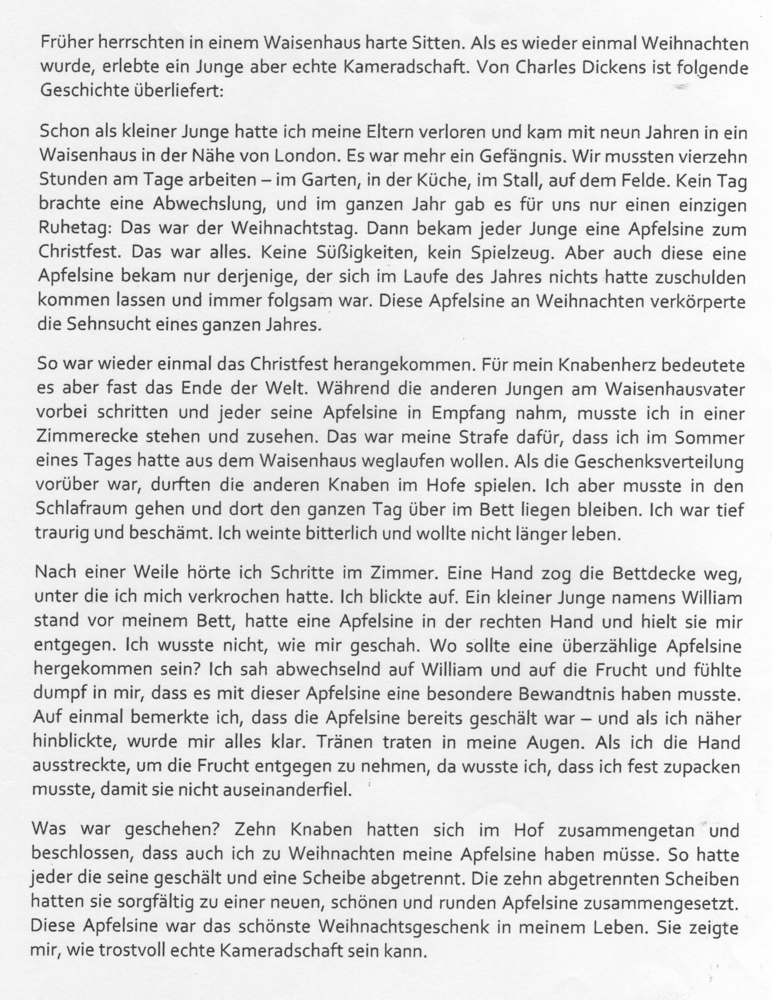 Früher herrschten in einem Waisenhaus harte Sitten. Als es wieder einmal Weihnachten
wurde, erlebte ein Junge aber echte Kameradschaft. Von Charles Dickens ist folgende
Geschichte überliefert:
Schon als kleiner Junge hatte ich meine Eltern verloren und kam mit neun Jahren in ein
Waisenhaus in der Nähe von London. Es war mehr ein Gefängnis. Wir mussten vierzehn
Stunden am Tage arbeiten – im Garten, in der Küche, im Stall, auf dem Felde. Kein Tag
brachte eine Abwechslung, und im ganzen Jahr gab es für uns nur einen einzigen
Ruhetag: Das war der Weihnachtstag. Dann bekam jeder Junge eine Apfelsine zum
Christfest. Das war alles. Keine Süßigkeiten, kein Spielzeug. Aber auch diese eine
Apfelsine bekam nur derjenige, der sich im Laufe des Jahres nichts hatte zuschulden
kommen lassen und immer folgsam war. Diese Apfelsine an Weihnachten verkörperte
die Sehnsucht eines ganzen Jahres.
So war wieder einmal das Christfest herangekommen. Für mein Knabenherz bedeutete
es aber fast das Ende der Welt. Während die anderen Jungen am Waisenhausvater
vorbei schritten und jeder seine Apfelsine in Empfang nahm, musste ich in einer
Zimmerecke stehen und zusehen. Das war meine Strafe dafür, dass ich im Sommer
eines Tages hatte aus dem Waisenhaus weglaufen wollen. Als die Geschenksverteilung
vorüber war, durften die anderen Knaben im Hofe spielen. Ich aber musste in den
Schlafraum gehen und dort den ganzen Tag über im Bett liegen bleiben. Ich war tief
traurig und beschämt. Ich weinte bitterlich und wollte nicht länger leben.
Nach einer Weile hörte ich Schritte im Zimmer. Eine Hand zog die Bettdecke weg,
unter die ich mich verkrochen hatte. Ich blickte auf. Ein kleiner Junge namens William
stand vor meinem Bett, hatte eine Apfelsine in der rechten Hand und hielt sie mir
entgegen. Ich wusste nicht, wie mir geschah. Wo sollte eine überzählige Apfelsine
hergekommen sein? Ich sah abwechselnd auf William und auf die Frucht und fühlte
dumpf in mir, dass es mit dieser Apfelsine eine besondere Bewandtnis haben musste.
Auf einmal bemerkte ich, dass die Apfelsine bereits geschält war – und als ich näher
hinblickte, wurde mir alles klar. Tränen traten in meine Augen. Als ich die Hand
ausstreckte, um die Frucht entgegen zu nehmen, da wusste ich, dass ich fest zupacken
musste, damit sie nicht auseinanderfiel.
Was war geschehen? Zehn Knaben hatten sich im Hof zusammengetan und
beschlossen, dass auch ich zu Weihnachten meine Apfelsine haben müsse. So hatte
jeder die seine geschält und eine Scheibe abgetrennt. Die zehn abgetrennten Scheiben
hatten sie sorgfältig zu einer neuen, schönen und runden Apfelsine zusammengesetzt.
Diese Apfelsine war das schönste Weihnachtsgeschenk in meinem Leben. Sie zeigte
mir, wie trostvoll echte Kameradschaft sein kann.